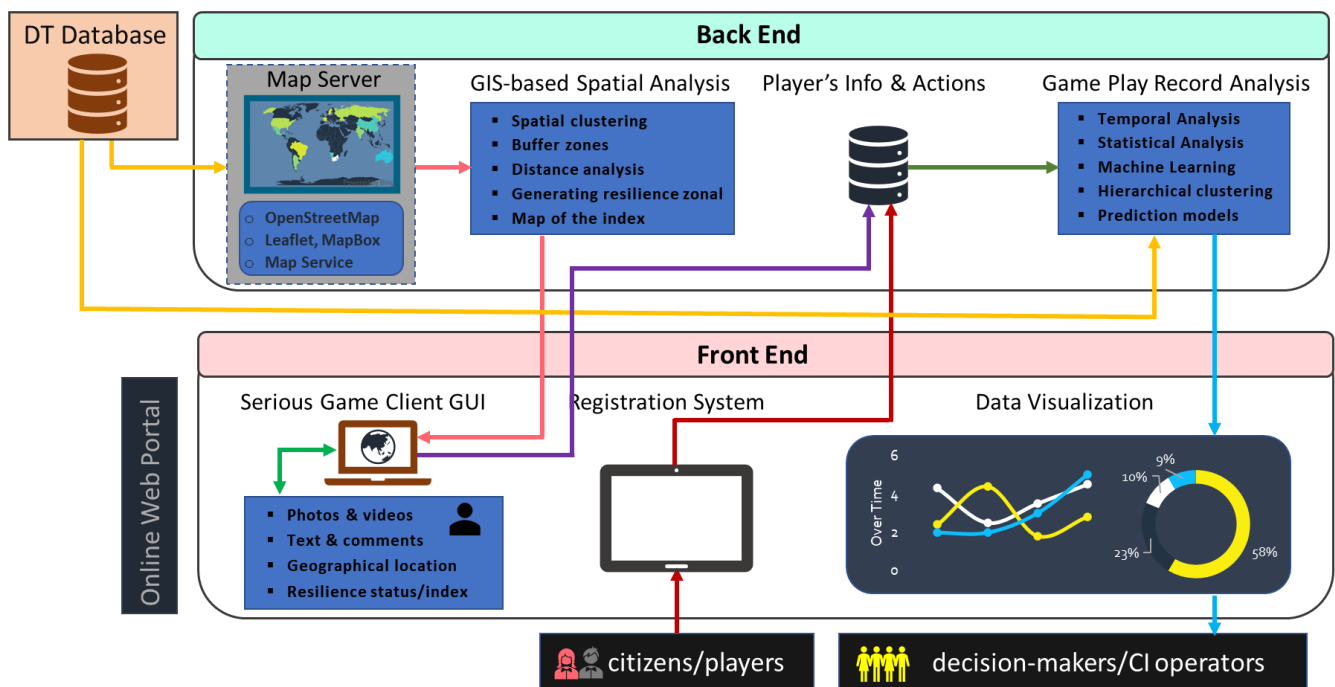 DT Database
Back End
Map Server
OpenStreetMap
Leaflet, MapBox
Map Service
GIS-based Spatial Analysis
Spatial clustering
Buffer zones
Distance analysis
Generating resilience zonal
Map of the index
Player's Info & Actions
Game Play Record Analysis
Temporal Analysis
Statistical Analysis
Machine Learning
Hierarchical clustering
Prediction models
Online Web Portal
Front End
Serious Game Client GUI
Photos & videos
Text & comments
Geographical location
Resilience status/index
Registration System
Data Visualization
Over Time
6
4
2
0
9%
10%
23%
58%
citizens/players
decision-makers/CI operators